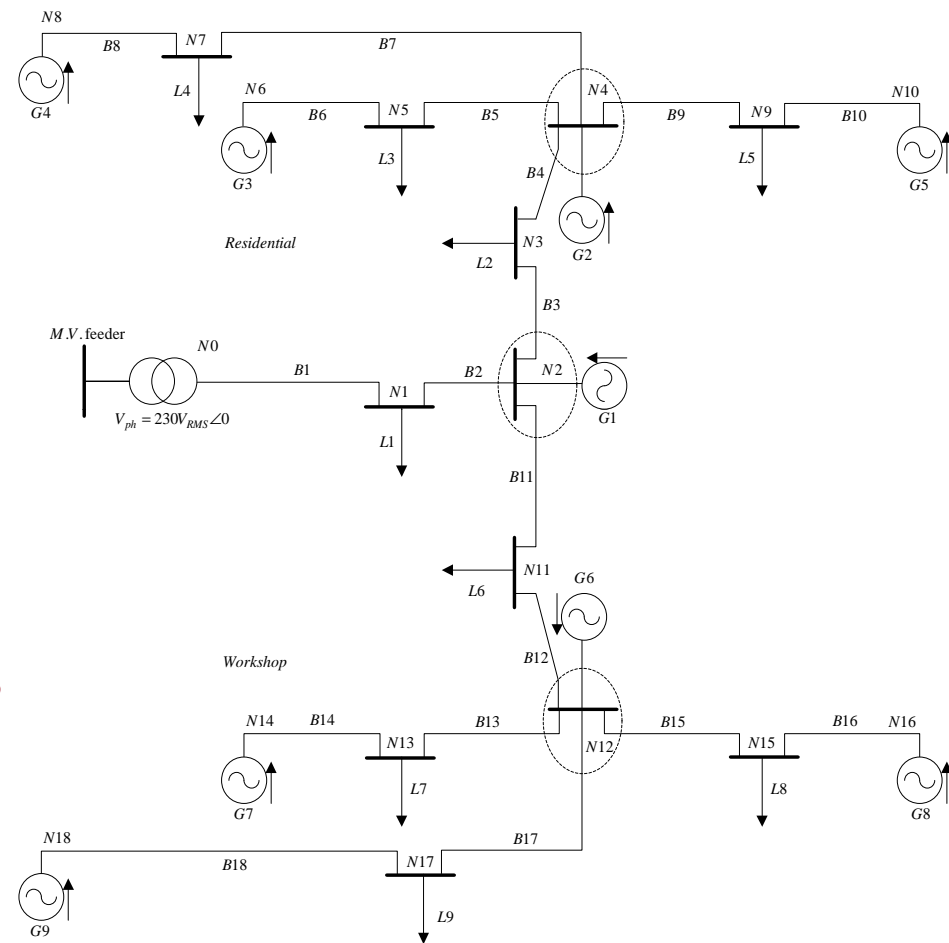 N8
N7
B8
B7
G4
L4
N6
N5
N4
N10
B6
B5
B9
N9
B10
G3
L3
B4
L5
G5
N3
G2
Residential
L2
B3
M.V. feeder
N0
B1
B2
N2
N1
Vph = 230VRMS∠0
G1
L1
B11
N11
G6
L6
B12
Workshop
N14
B14
N13
B13
N12
B15
N15
B16
N16
G7
L7
L8
G8
N18
B17
B18
N17
G9
L9